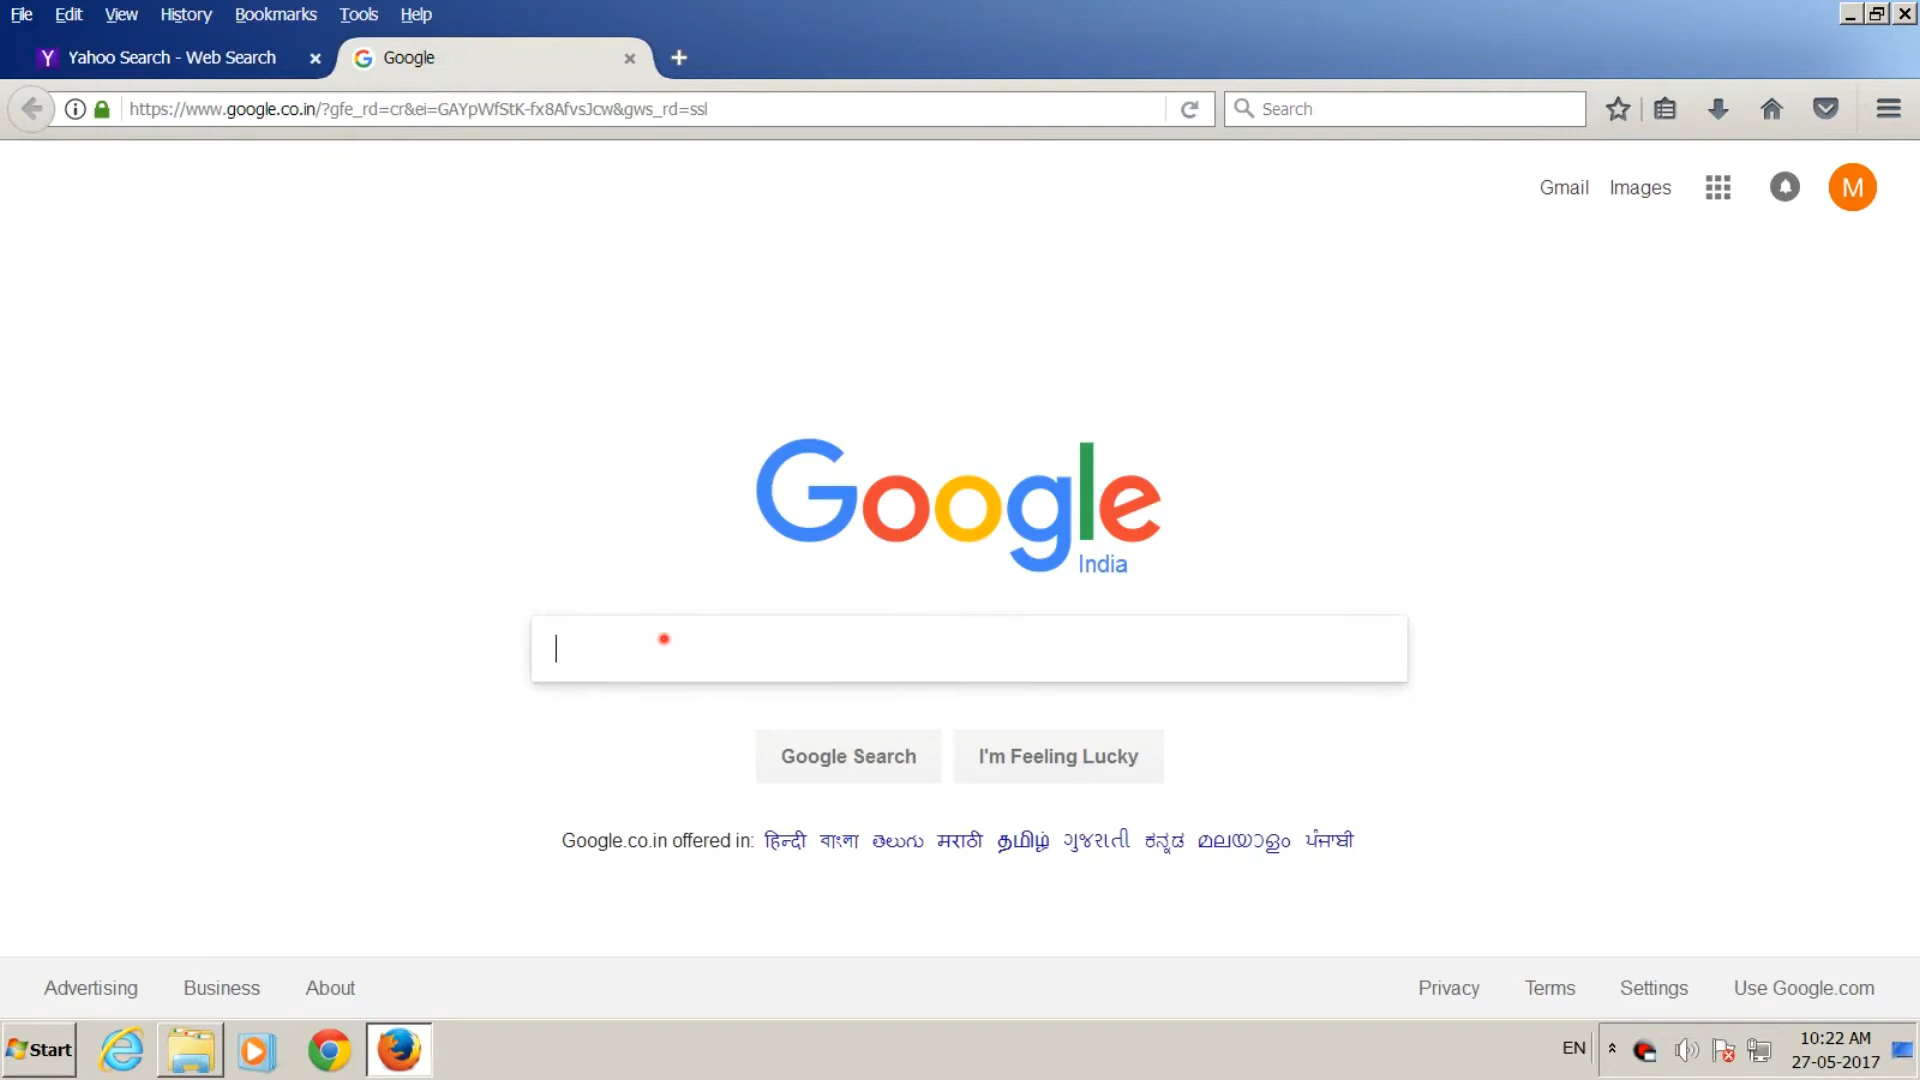 File Edit View History Bookmarks Tools Help
Yahoo Search - Web Search
Google
https://www.google.co.in/?gfe_rd=cr&ei=GAYpWfStK-fx8AfvsJcw&gws_rd=ssl
Search
Gmail Images M
Google
India
Google Search I'm Feeling Lucky
Google.co.in offered in: हिन्दी বাংলা తెలుగు मराठी தமிழ் ગુજરાતી ಕನ್ನಡ മലയാളം ਪੰਜਾਬੀ
Advertising Business About Privacy Terms Settings Use Google.com
Start EN 10:22 AM
27-05-2017